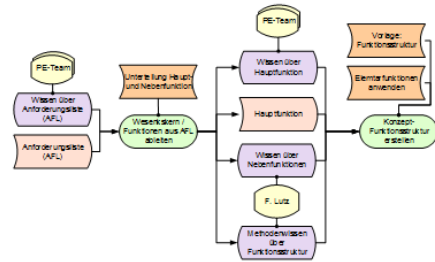 PE-Team
Wissen über
Anforderungsliste
(AFL)
Anforderungsliste
(AFL)
Unterteilung Haupt-
und Nebenfunktion
Wesenskern /
Funktionen aus AFL
ableiten
PE-Team
Wissen über
Hauptfunktion
Hauptfunktion
Wissen über
Nebenfunktionen
F. Lutz
Methodenwissen
über
Funktionsstruktur
Vorlage:
Funktionsstruktur
Elemtarfunktionen
anwenden
Konzept-
Funktionsstruktur
erstellen